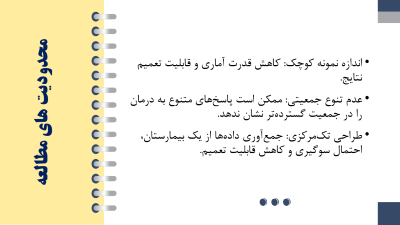 محدودیت های مطالعه
• اندازه نمونه کوچک: کاهش قدرت آماری و قابلیت تعمیم
نتایج.
• عدم تنوع جمعیتی: ممکن است پاسخ‌های متنوع به درمان
را در جمعیت گسترده‌تر نشان ندهد.
• طراحی تک‌مرکزی: جمع‌آوری داده‌ها از یک بیمارستان،
احتمال سوگیری و کاهش قابلیت تعمیم.